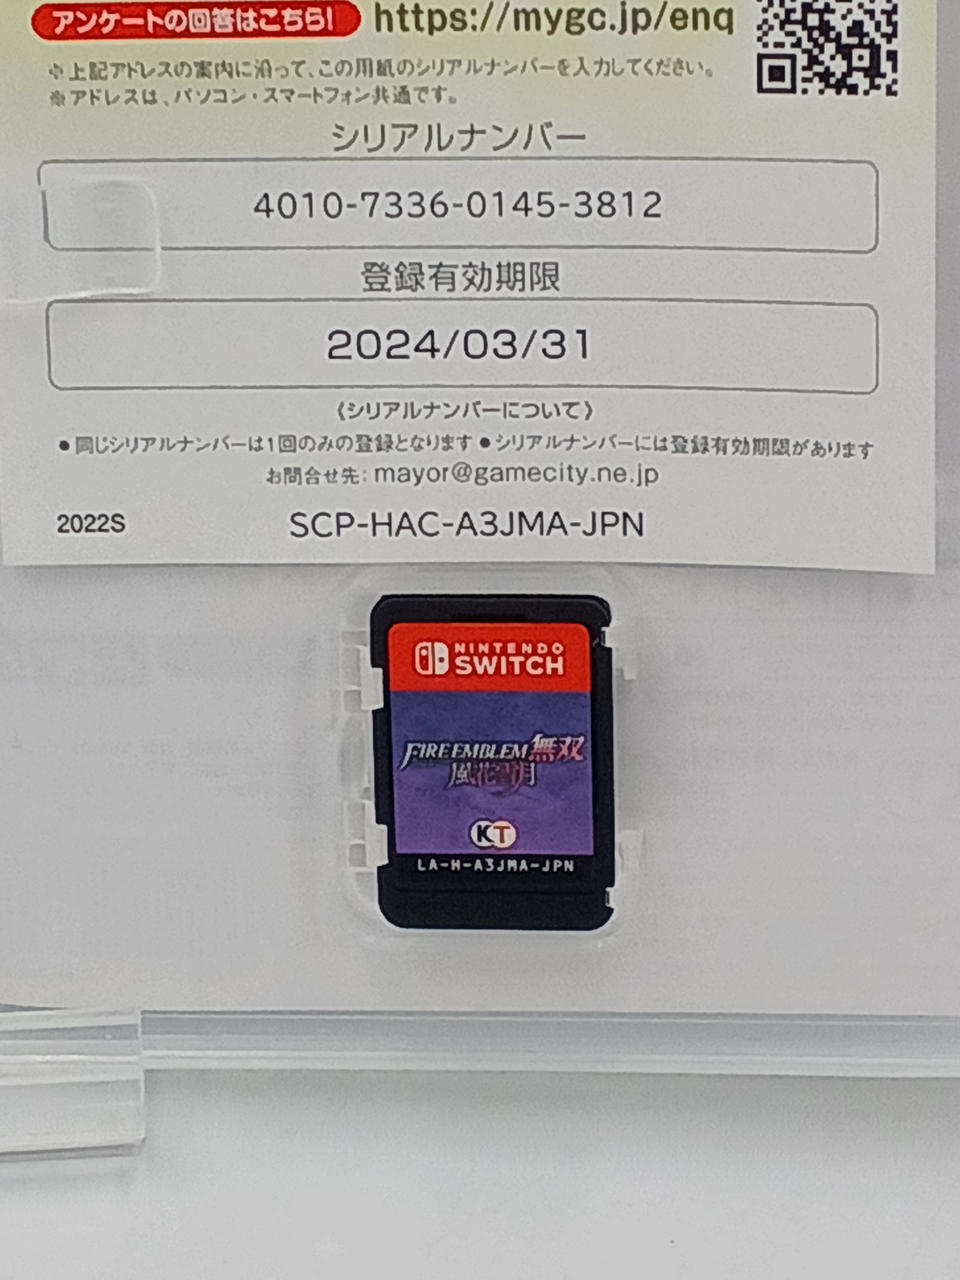 アンケートの回答はこちら! https://mygc.jp/enq
※上記アドレスの案内に沿って、この用紙のシリアルナンバーを入力してください。
※アドレスは、パソコン・スマートフォン共通です。
シリアルナンバー
4010-7336-0145-3812
登録有効期限
2024/03/31
《シリアルナンバーについて》
●同じシリアルナンバーは1回のみの登録となります ●シリアルナンバーには登録有効期限があります
お問合せ先: mayor@gamecity.ne.jp
2022S SCP-HAC-A3JMA-JPN
NINTENDO
SWITCH
FIRE EMBLEM 無双
風花雪月
KT
LA-H-A3JMA-JPN